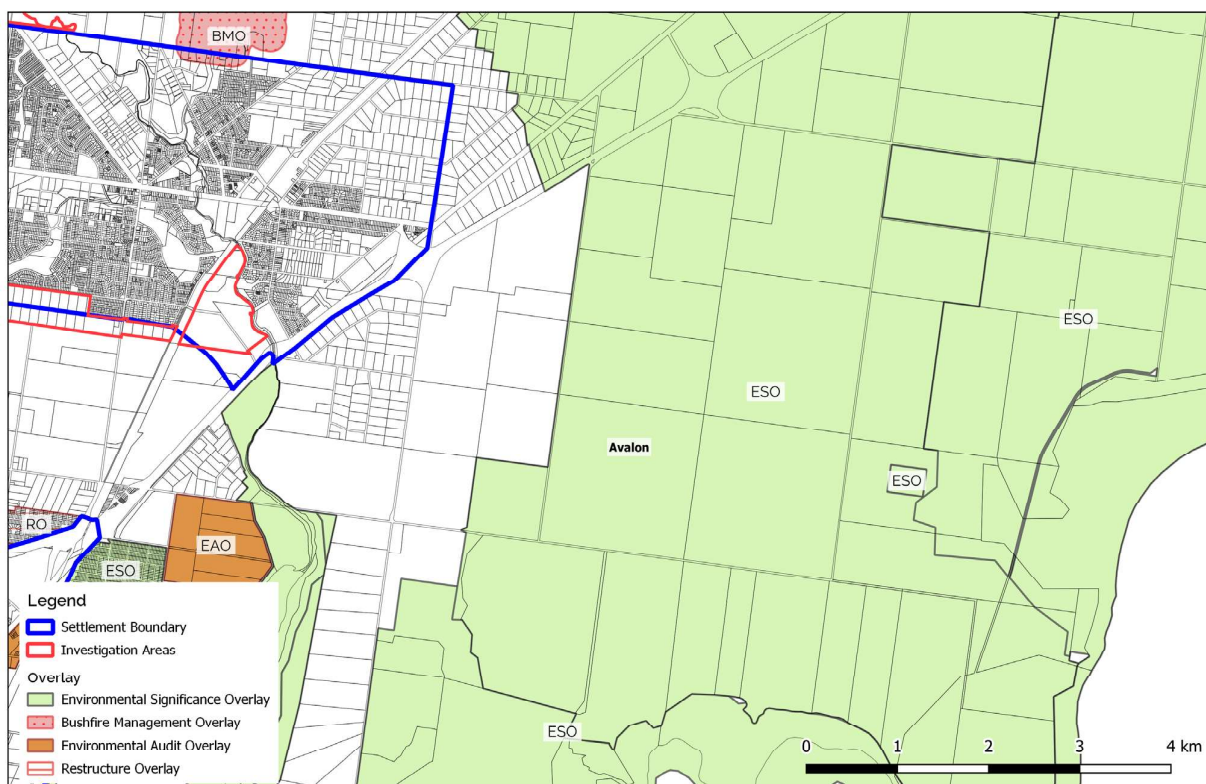 BMO
ESO
ESO
Avalon
ESO
RO
EAO
ESO
Legend
Settlement Boundary
Investigation Areas
Overlay
Environmental Significance Overlay
Bushfire Management Overlay
Environmental Audit Overlay
Restructure Overlay
ESO
0 1 2 3 4 km